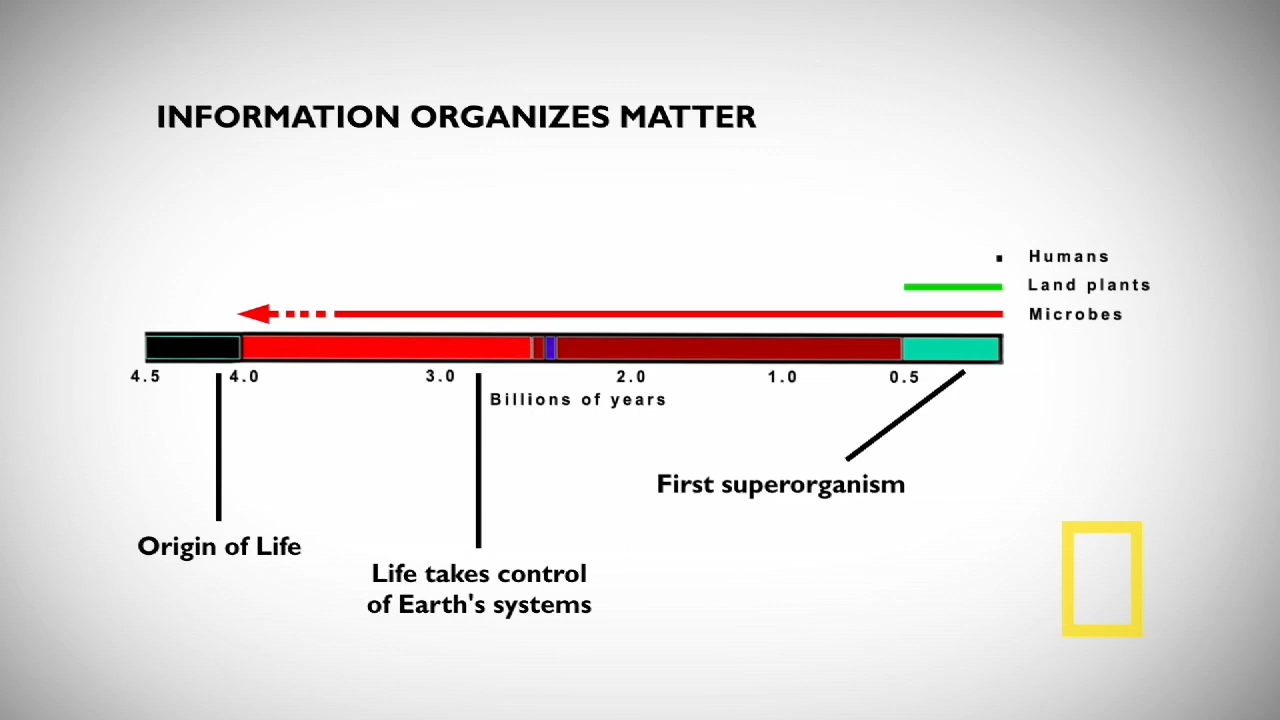 INFORMATION ORGANIZES MATTER
Humans
Land plants
Microbes
4.5 4.0 3.0 2.0 1.0 0.5
Billions of years
First superorganism
Origin of Life
Life takes control
of Earth's systems